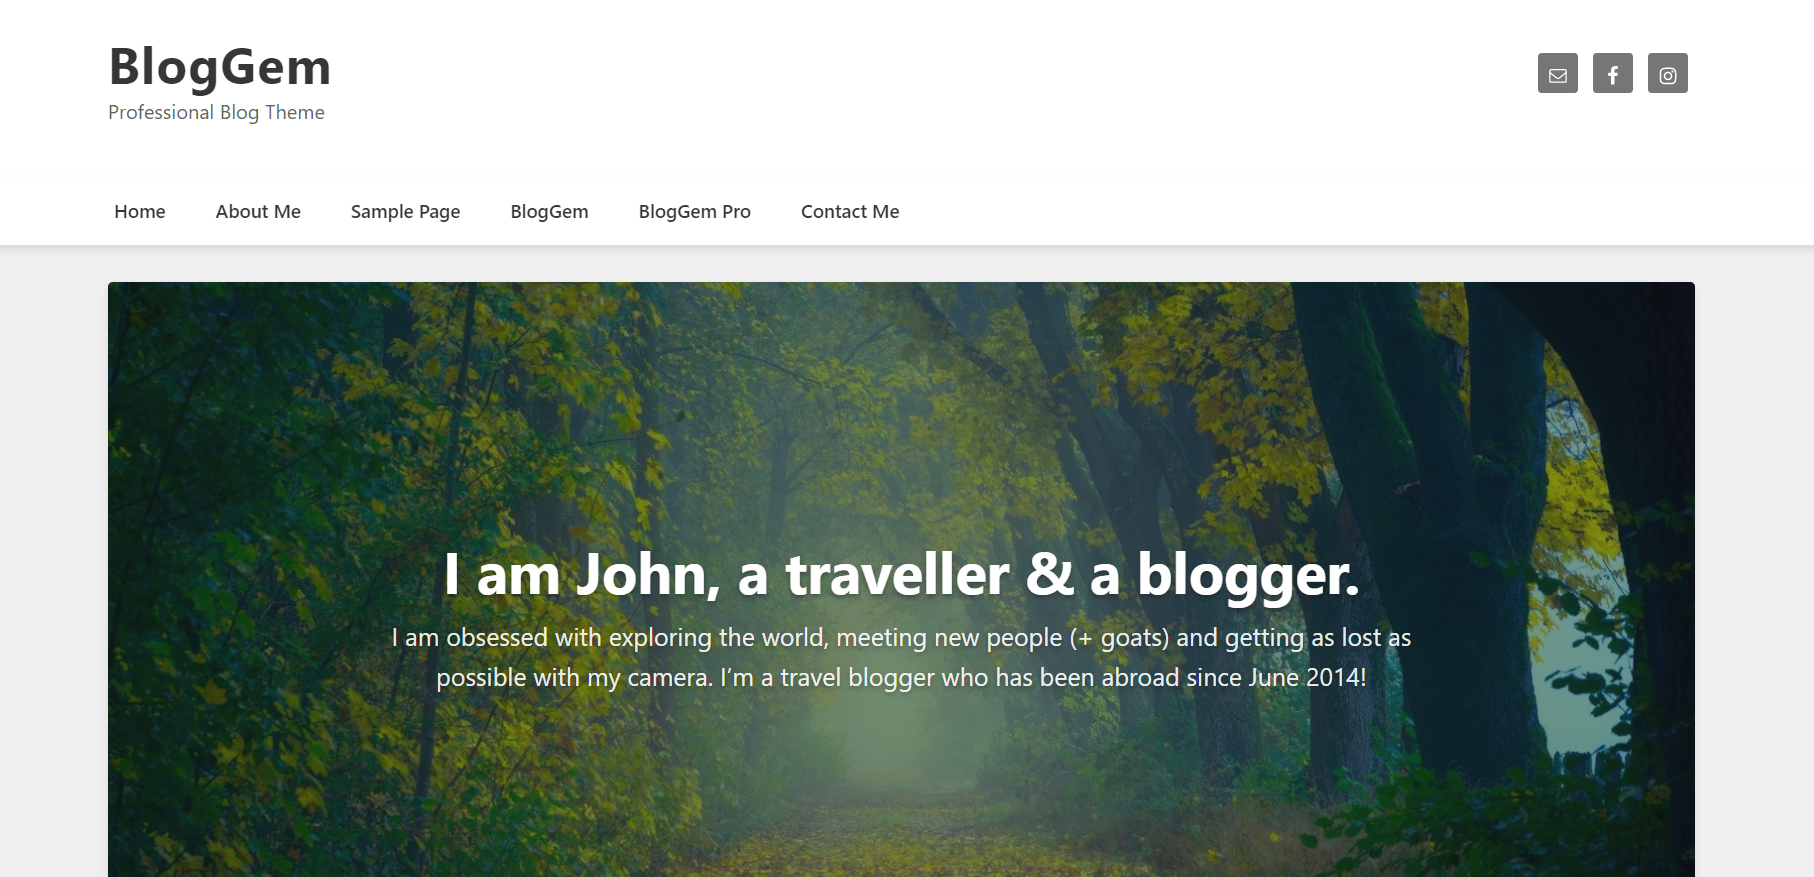 BlogGem
Professional Blog Theme
Home About Me Sample Page BlogGem BlogGem Pro Contact Me
I am John, a traveller & a blogger.
I am obsessed with exploring the world, meeting new people (+ goats) and getting as lost as
possible with my camera. I’m a travel blogger who has been abroad since June 2014!